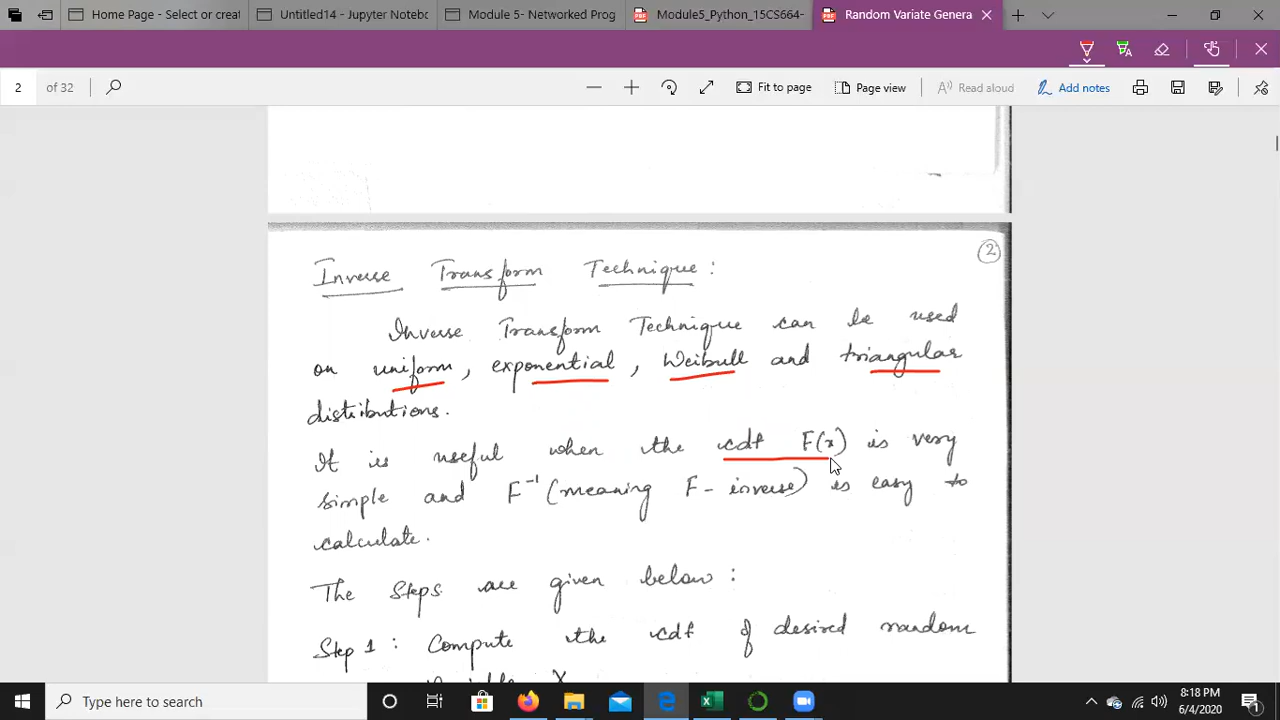 Home - Select or creat
Untitled14 - Jupyter Notebo
Module 5- Networked Prog
Module5_Python_15CS664-
Random Variate Genera
2 of 32
Fit to page
Page view
Read aloud
Add notes
2
Inverse Transform Technique :
Inverse Transform Technique can be used
on uniform, exponential, Weibull and triangular
distributions.
It is useful when the cdf F(x) is very
simple and F⁻¹ (meaning F- inverse) is easy to
calculate.
The Steps are given below :
Step 1 : Compute the cdf of desired random
X
Type here to search
8:18 PM
6/4/2020